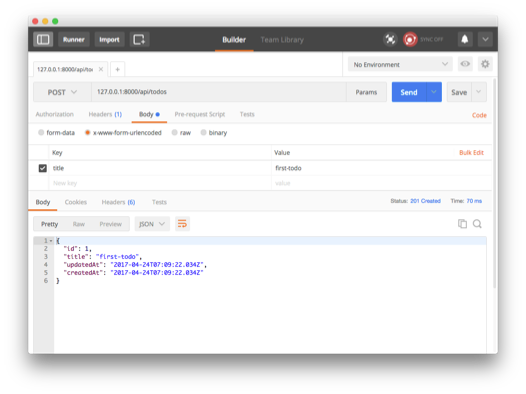 Runner Import Builder Team Library SYNC OFF
127.0.0.1:8000/api/tod No Environment
POST 127.0.0.1:8000/api/todos Params Send Save
Authorization Headers (1) Body Pre-request Script Tests Code
form-data x-www-form-urlencoded raw binary
Key Value Bulk Edit
title first-todo
New key value
Body Cookies Headers (6) Tests Status: 201 Created Time: 70 ms
Pretty Raw Preview JSON
1 {
2 "id": 1,
3 "title": "first-todo",
4 "updatedAt": "2017-04-24T07:09:22.034Z",
5 "createdAt": "2017-04-24T07:09:22.034Z"
6 }